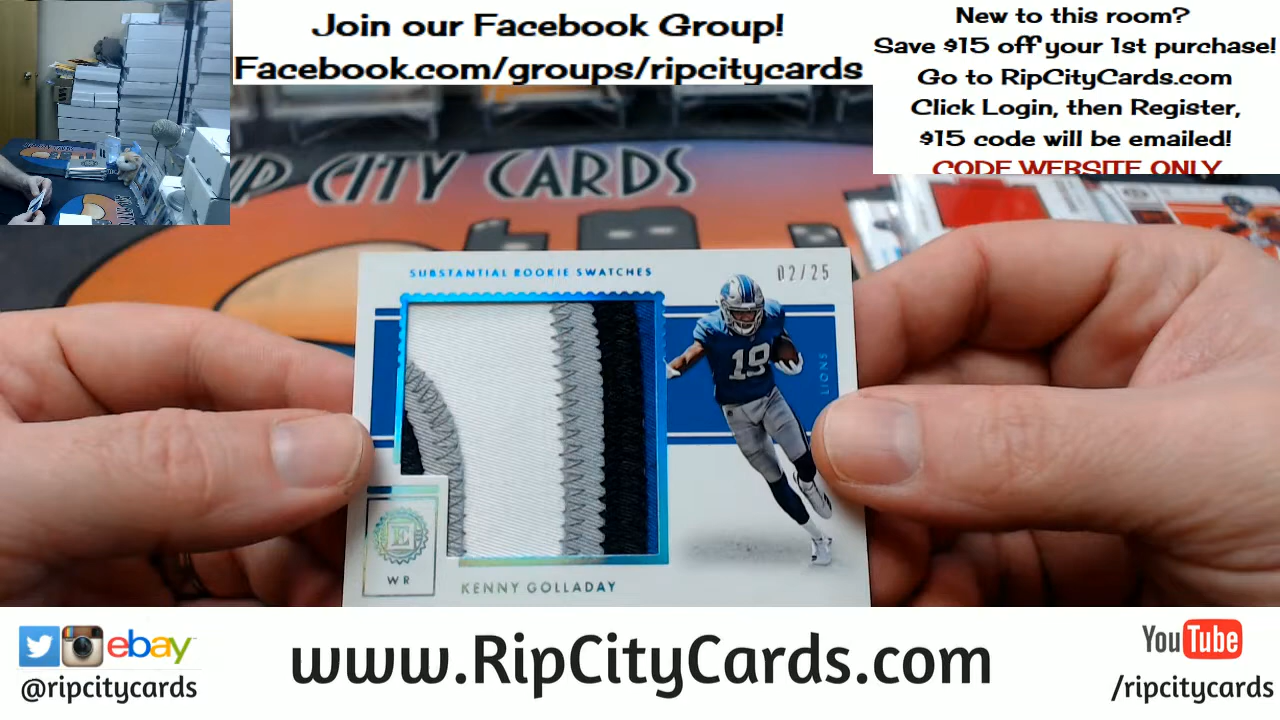 Join our Facebook Group!
Facebook.com/groups/ripcitycards
New to this room?
Save $15 off your 1st purchase!
Go to RipCityCards.com
Click Login, then Register,
$15 code will be emailed!
CODE WEBSITE ONLY
IP CITY CARDS
SUBSTANTIAL ROOKIE SWATCHES
02/25
19
LIONS
E
WR
KENNY GOLLADAY
ebay
@ripcitycards
www.RipCityCards.com
YouTube
/ripcitycards